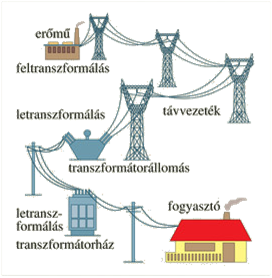 erőmű
feltranszformálás
távvezeték
letranszformálás
transzformátorállomás
letransz-
formálás
transzformátorház
fogyasztó